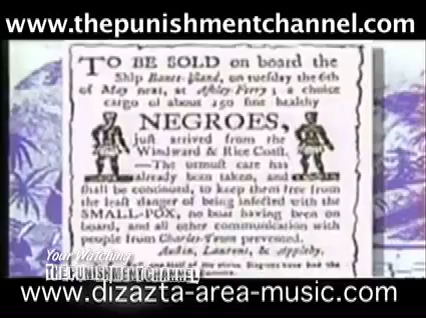 www.thepunishmentchannel.com
TO BE SOLD on board the
Ship Bance-Island, on tuesday the 6th
of May next, at Ashley-Ferry; a choice
cargo of about 250 fine healthy
NEGROES,
just arrived from the
Windward & Rice Coast.
—The utmost care has
already been taken, and
shall be continued, to keep them free from
the least danger of being infected with the
SMALL-POX, no boat having been on
board, and all other communication with
people from Charles-Town prevented.
Austin, Laurens, & Appleby.
Your Watching
THE PUNISHMENT CHANNEL
www.dizazta-area-music.com